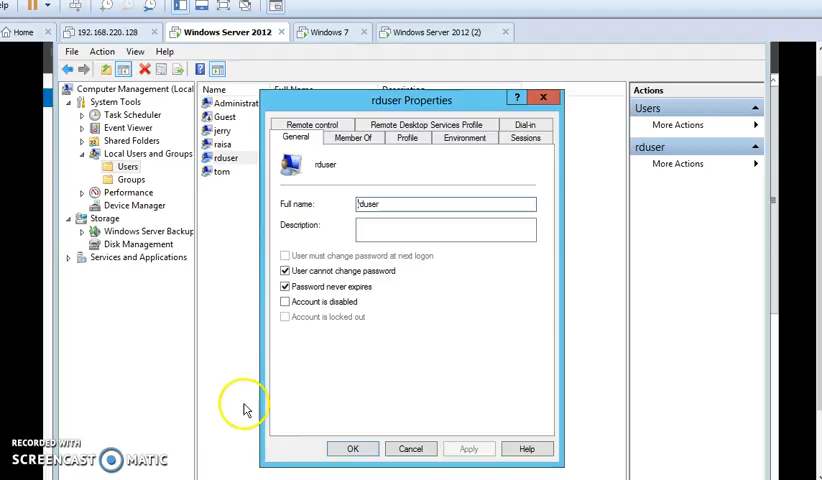 elp
Home
192.168.220.128
Windows Server 2012
Windows 7
Windows Server 2012 (2)
File Action View Help
Computer Management (Local
System Tools
Task Scheduler
Event Viewer
Shared Folders
Local Users and Groups
Users
Groups
Performance
Device Manager
Storage
Windows Server Backup
Disk Management
Services and Applications
Name
Administrat
Guest
jerry
raisa
rduser
tom
rduser Properties
Remote control
Remote Desktop Services Profile
Dial-in
General
Member Of
Profile
Environment
Sessions
rduser
Full name:
rduser
Description:
User must change password at next logon
User cannot change password
Password never expires
Account is disabled
Account is locked out
OK
Cancel
Apply
Help
Actions
Users
More Actions
rduser
More Actions
RECORDED WITH
SCREENCAST MATIC